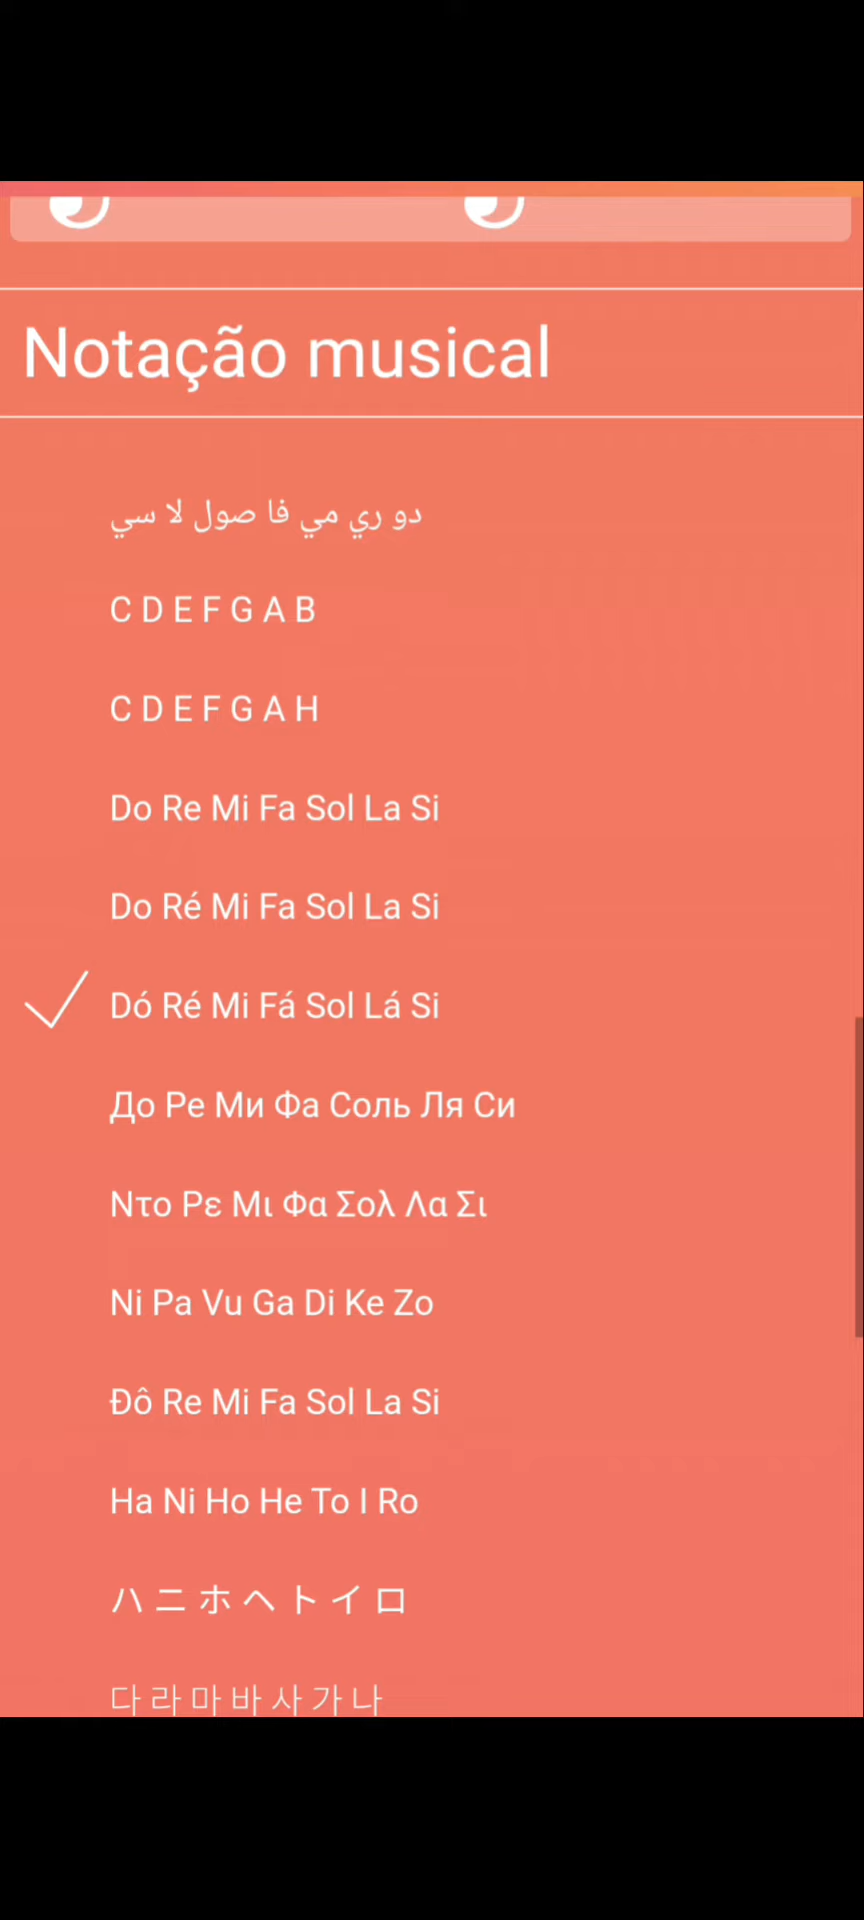 Notação musical
دو ري مي فا صول لا سي
C D E F G A B
C D E F G A H
Do Re Mi Fa Sol La Si
Do Ré Mi Fa Sol La Si
Dó Ré Mi Fá Sol Lá Si
До Ре Ми Фа Соль Ля Си
Ντο Ρε Μι Φα Σολ Λα Σι
Ni Pa Vu Ga Di Ke Zo
Đô Re Mi Fa Sol La Si
Ha Ni Ho He To I Ro
ハ ニ ホ ヘ ト イ ロ
다 라 마 바 사 가 나